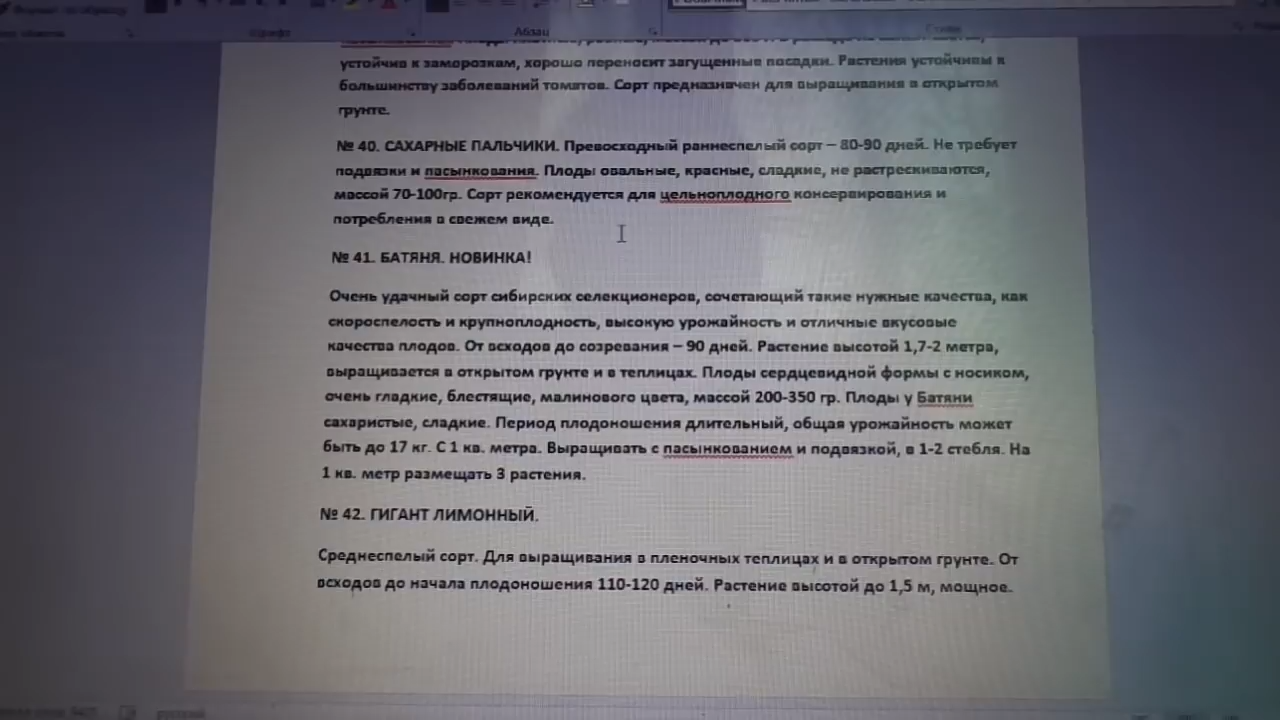 Абзац
устойчив к заморозкам, хорошо переносит загущенные посадки. Растения устойчивы к
большинству заболеваний томатов. Сорт предназначен для выращивания в открытом
грунте.
№ 40. САХАРНЫЕ ПАЛЬЧИКИ. Превосходный раннеспелый сорт – 80-90 дней. Не требует
подвязки и пасынкования. Плоды овальные, красные, сладкие, не растрескиваются,
массой 70-100гр. Сорт рекомендуется для цельноплодного консервирования и
потребления в свежем виде.
№ 41. БАТЯНЯ. НОВИНКА!
Очень удачный сорт сибирских селекционеров, сочетающий такие нужные качества, как
скороспелость и крупноплодность, высокую урожайность и отличные вкусовые
качества плодов. От всходов до созревания – 90 дней. Растение высотой 1,7-2 метра,
выращивается в открытом грунте и в теплицах. Плоды сердцевидной формы с носиком,
очень гладкие, блестящие, малинового цвета, массой 200-350 гр. Плоды у Батяни
сахаристые, сладкие. Период плодоношения длительный, общая урожайность может
быть до 17 кг. С 1 кв. метра. Выращивать с пасынкованием и подвязкой, в 1-2 стебля. На
1 кв. метр размещать 3 растения.
№ 42. ГИГАНТ ЛИМОННЫЙ.
Среднеспелый сорт. Для выращивания в пленочных теплицах и в открытом грунте. От
всходов до начала плодоношения 110-120 дней. Растение высотой до 1,5 м, мощное.